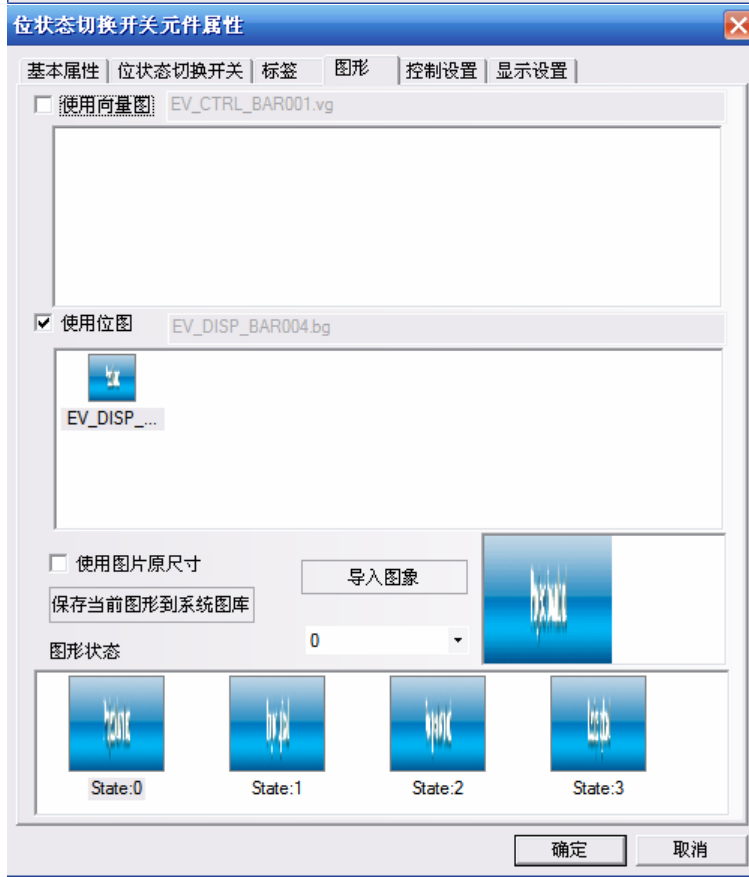 位状态切换开关元件属性
基本属性 位状态切换开关 标签 图形 控制设置 显示设置
使用向量图 EV_CTRL_BAR001.vg
使用位图 EV_DISP_BAR004.bg
EV_DISP_...
使用图片原尺寸
导入图象
保存当前图形到系统图库
0
图形状态
State:0 State:1 State:2 State:3
确定 取消